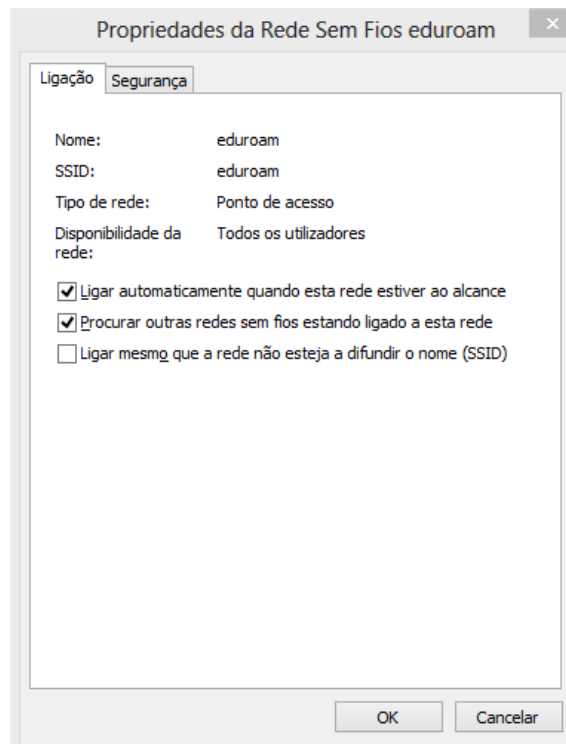 Propriedades da Rede Sem Fios eduroam
Ligação Segurança
Nome: eduroam
SSID: eduroam
Tipo de rede: Ponto de acesso
Disponibilidade da Todos os utilizadores
rede:
Ligar automaticamente quando esta rede estiver ao alcance
Procurar outras redes sem fios estando ligado a esta rede
Ligar mesmo que a rede não esteja a difundir o nome (SSID)
OK Cancelar